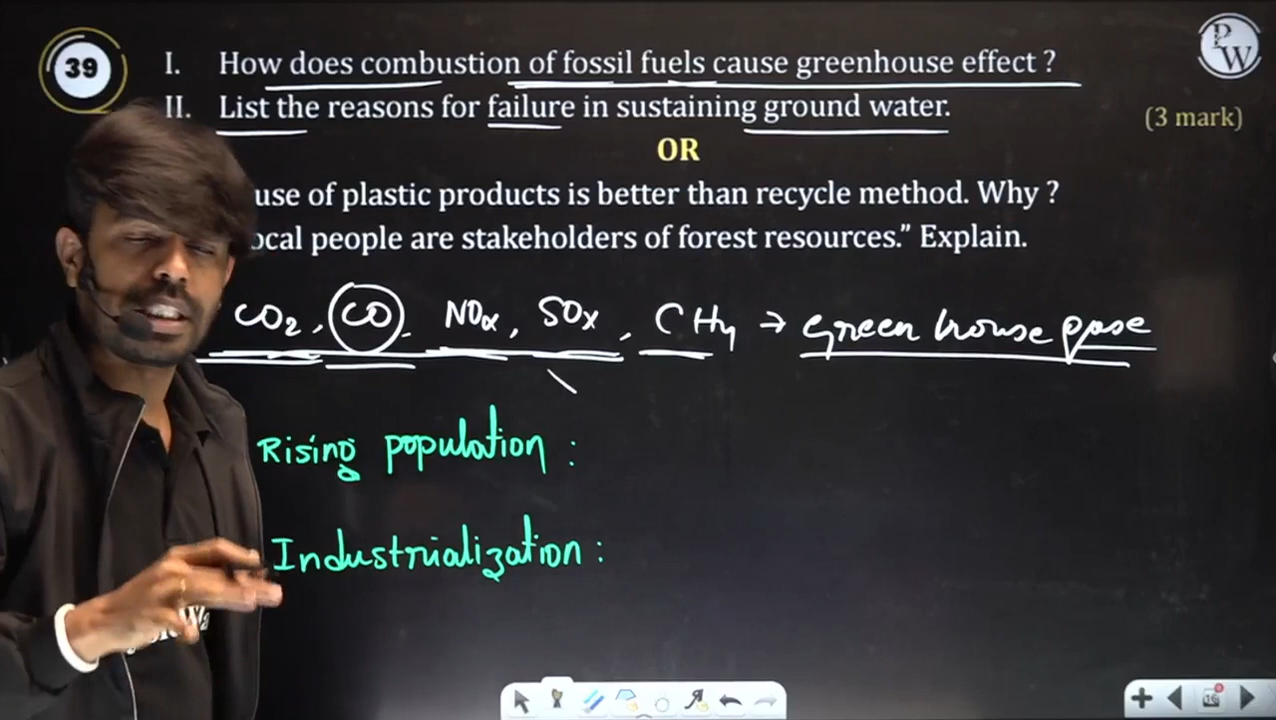 39
PW
I. How does combustion of fossil fuels cause greenhouse effect ?
II. List the reasons for failure in sustaining ground water.
(3 mark)
OR
use of plastic products is better than recycle method. Why ?
ocal people are stakeholders of forest resources.” Explain.
CO2, CO, NOx, SOx, CH4 → Green house gase
Rising population :
Industrialization :
16